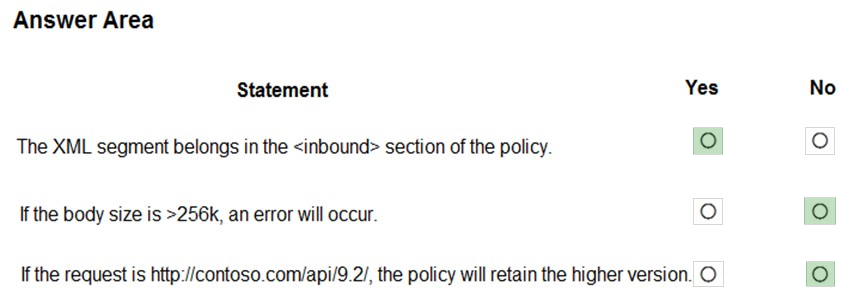 Answer Area
Statement Yes No
The XML segment belongs in the <inbound> section of the policy.
If the body size is >256k, an error will occur.
If the request is http://contoso.com/api/9.2/, the policy will retain the higher version.